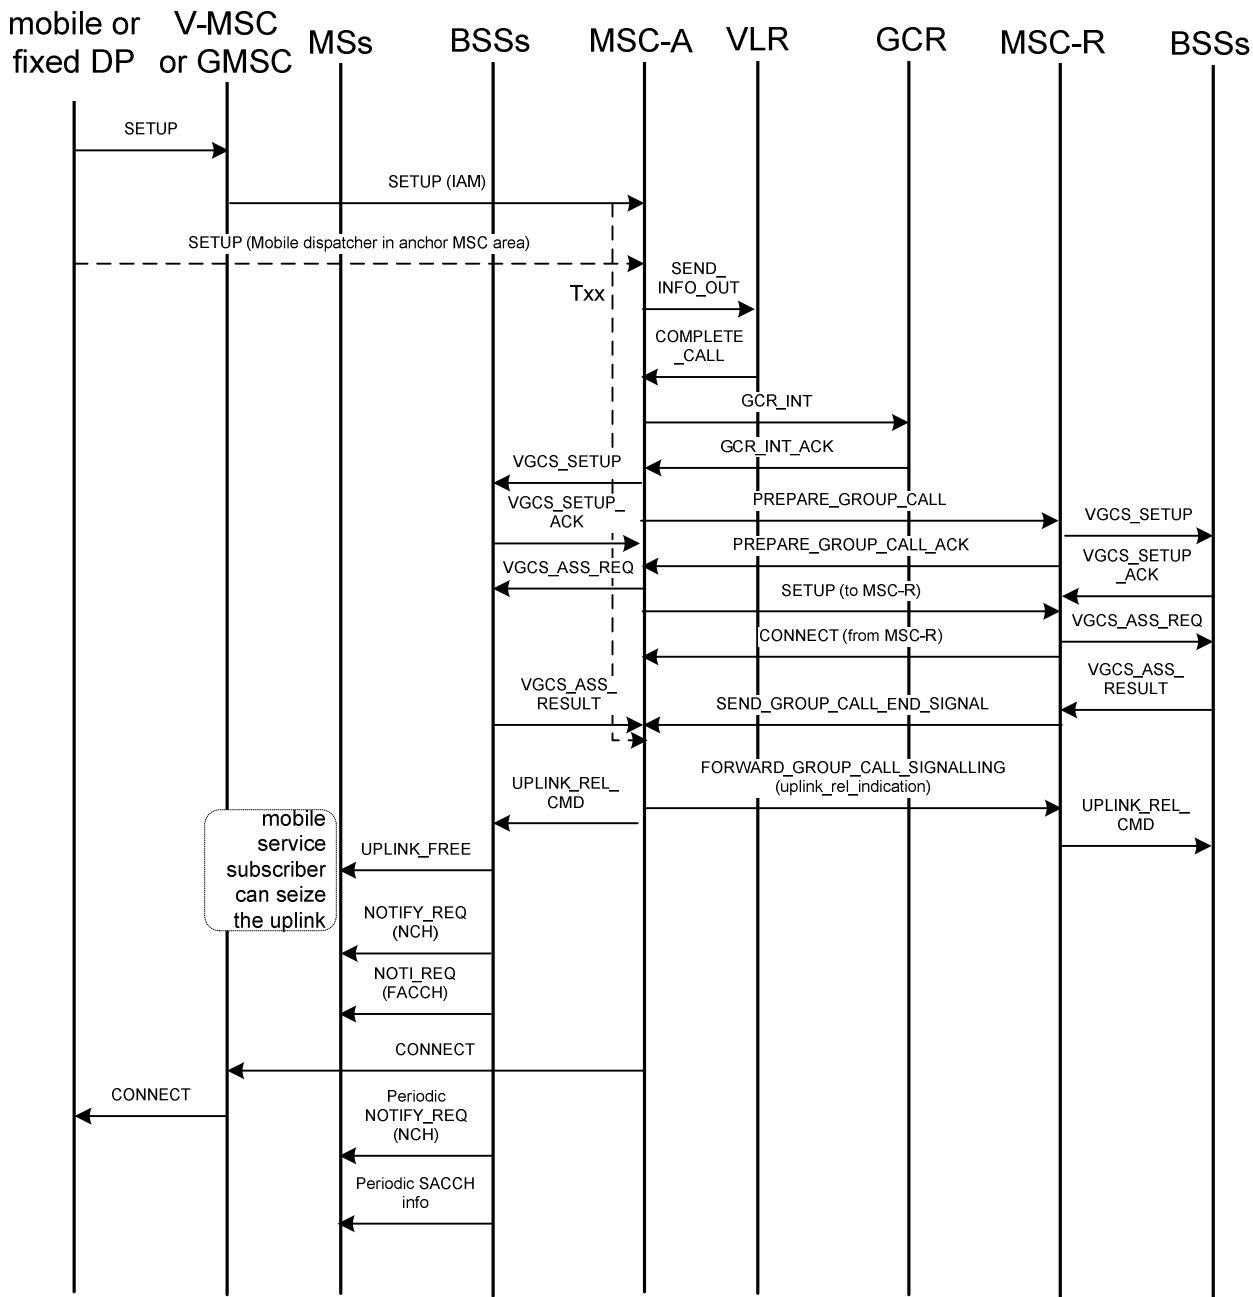 mobile or
fixed DP
V-MSC
or GMSC
MSs
BSSs
MSC-A
VLR
GCR
MSC-R
BSSs
SETUP
SETUP (IAM)
SETUP (Mobile dispatcher in anchor MSC area)
SEND_
INFO_OUT
Txx
COMPLETE
_CALL
GCR_INT
GCR_INT_ACK
VGCS_SETUP
PREPARE_GROUP_CALL
VGCS_SETUP
VGCS_SETUP_
ACK
PREPARE_GROUP_CALL_ACK
VGCS_SETUP
_ACK
VGCS_ASS_REQ
SETUP (to MSC-R)
VGCS_ASS_REQ
CONNECT (from MSC-R)
VGCS_ASS_
RESULT
VGCS_ASS_
RESULT
SEND_GROUP_CALL_END_SIGNAL
FORWARD_GROUP_CALL_SIGNALLING
(uplink_rel_indication)
UPLINK_REL_
CMD
UPLINK_REL_
CMD
mobile
service
subscriber
can seize
the uplink
UPLINK_FREE
NOTIFY_REQ
(NCH)
NOTI_REQ
(FACCH)
CONNECT
CONNECT
Periodic
NOTIFY_REQ
(NCH)
Periodic SACCH
info